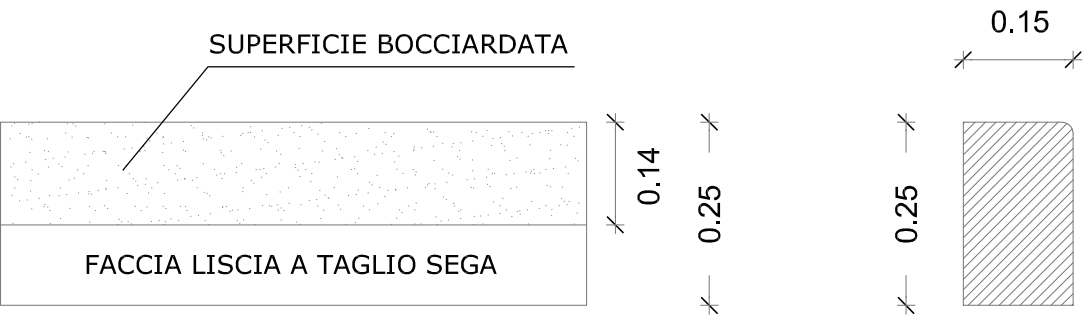 SUPERFICIE BOCCIARDATA
0.15
0.14
0.25
0.25
FACCIA LISCIA A TAGLIO SEGA